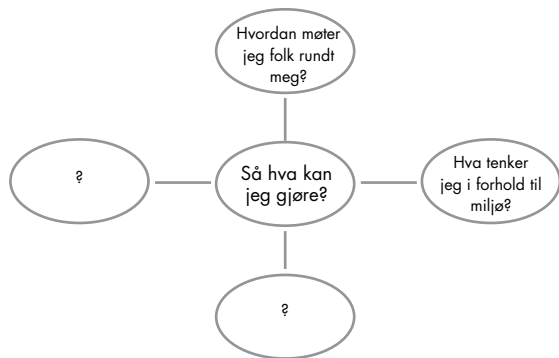 Hvordan møter
jeg folk rundt
meg?
?
Så hva kan
jeg gjøre?
Hva tenker
jeg i forhold til
miljø?
?